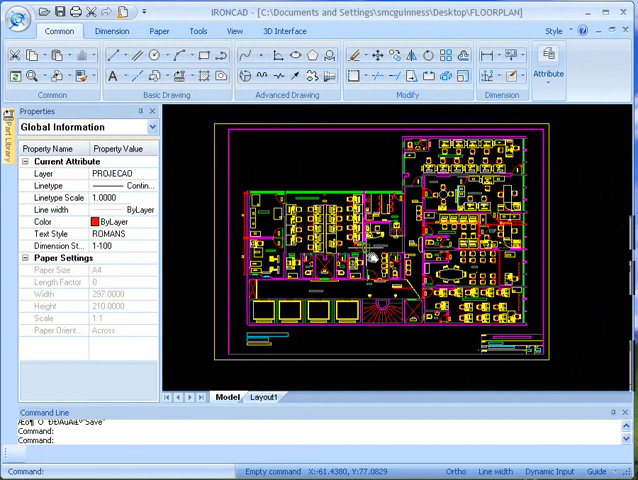 IRONCAD - [C:\Documents and Settings\smcguinness\Desktop\FLOORPLAN]
Common Dimension Paper Tools View 3D Interface Style
Attribute
Common Basic Drawing Advanced Drawing Modify Dimension
Part Library
Properties
Global Information
Property Name Property Value
Current Attribute
Layer PROJECAO
Linetype Contin...
Linetype Scale 1.0000
Line width ByLayer
Color ByLayer
Text Style ROMANS
Dimension St... 1-100
Paper Settings
Paper Size A4
Length Factor 0
Width 297.0000
Height 210.0000
Scale 1:1
Paper Orient... Across
Model Layout1
Command Line
Command:
Command:
Command: Empty command X:-61.4380, Y:77.0829 Ortho Line width Dynamic Input Guide